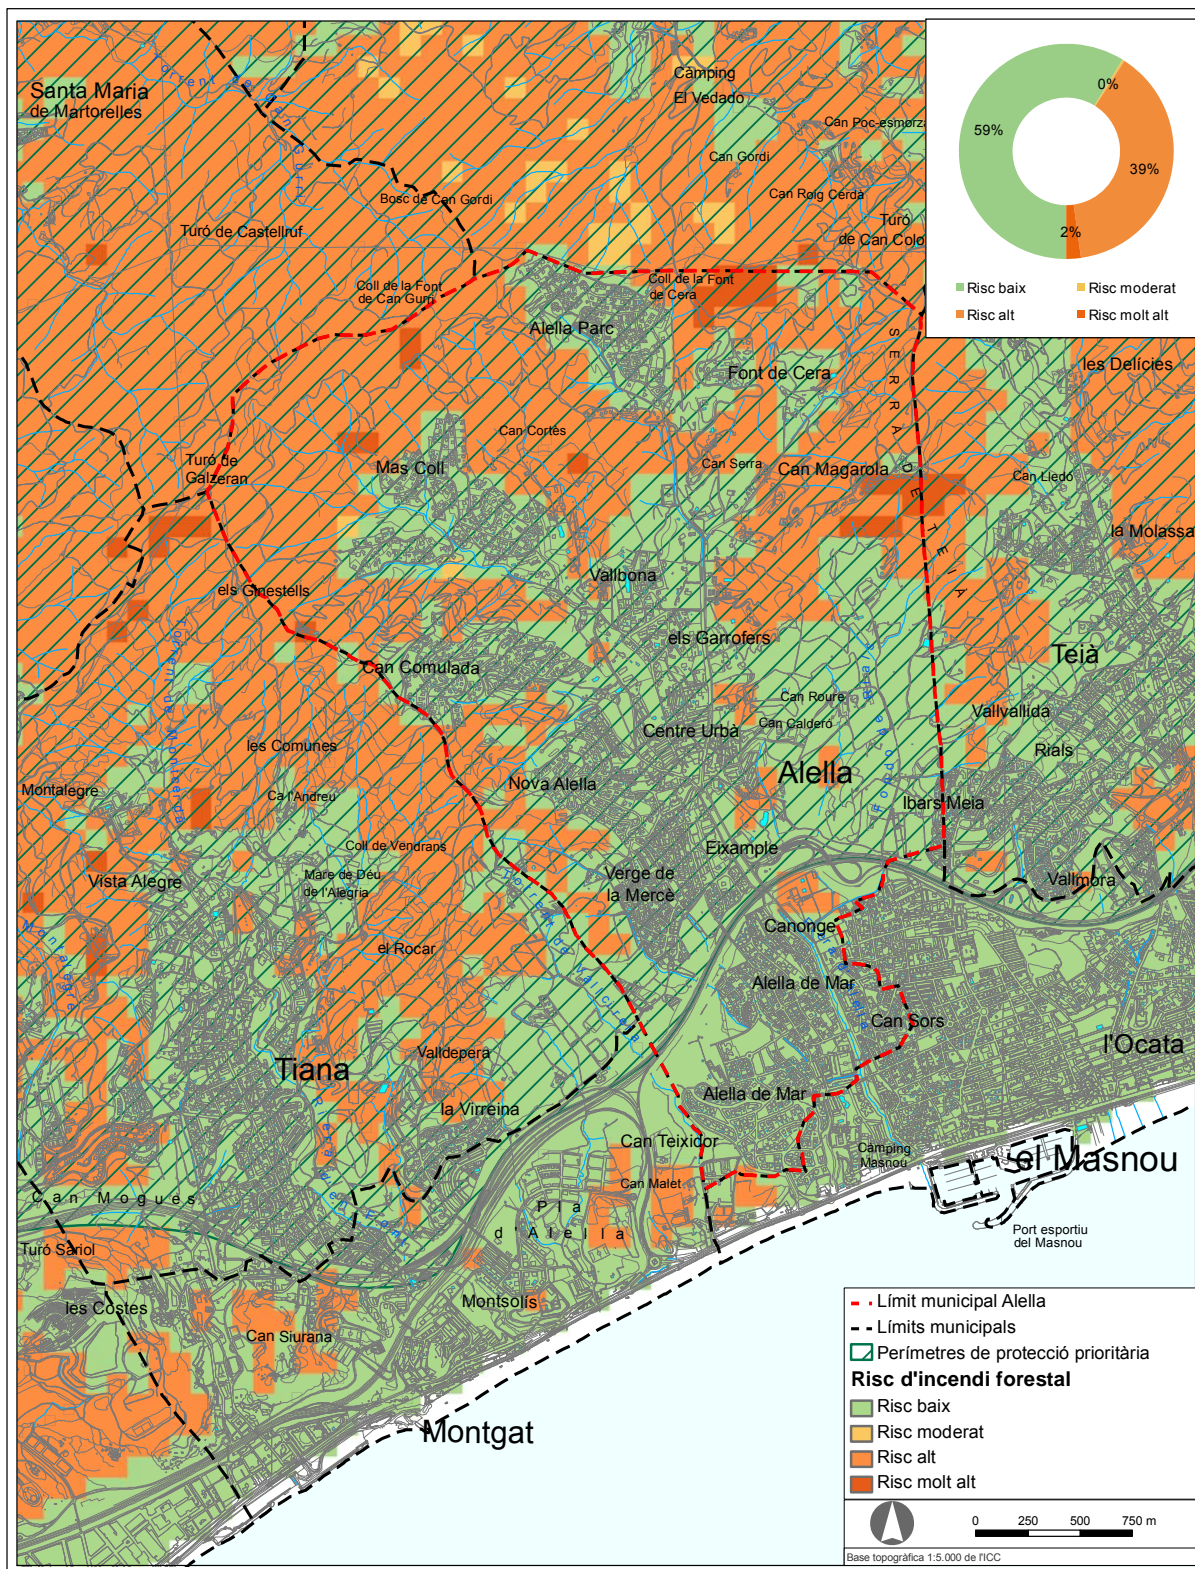 Santa Maria
de Martorelles
Càmping
El Vedado
Can Poc-esmorza
Can Gordi
Can Roig Cerdà
Bosc de Can Gordi
Turó
de Can Colo
Turó de Castellruf
Coll de la Font
de Can Gurri
Coll de la Font
de Cera
0%
59%
39%
2%
Risc baix
Risc moderat
Risc alt
Risc molt alt
Alella Parc
SERRA DE TEIÀ
Font de Cera
les Delícies
Can Cortès
Can Serra
Can Magarola
Can Lledó
Mas Coll
Turó de
Galzeran
la Molassa
Vallbona
els Ginestells
els Garrofers
Teià
Can Comulada
Can Roure
Vallvallida
Can Calderó
Centre Urbà
Rials
les Comunes
Alella
Nova Alella
Montalegre
Ca l'Andreu
Ibars Meia
Coll de Vendrans
Eixample
Vista Alegre
Mare de Déu
de l'Alegria
Verge de
la Mercè
Vallmora
Canonge
el Rocar
Alella de Mar
Can Sors
l'Ocata
Valldepera
Tiana
la Virreina
Alella de Mar
Can Teixidor
Càmping
Masnou
el Masnou
Can Mogues
Can Malet
Pla
d'Alella
Port esportiu
del Masnou
Turó Sariol
les Costes
Montsolís
Can Siurana
Montgat
Límit municipal Alella
Límits municipals
Perímetres de protecció prioritària
Risc d'incendi forestal
Risc baix
Risc moderat
Risc alt
Risc molt alt
0 250 500 750 m
Base topogràfica 1:5.000 de l'ICC